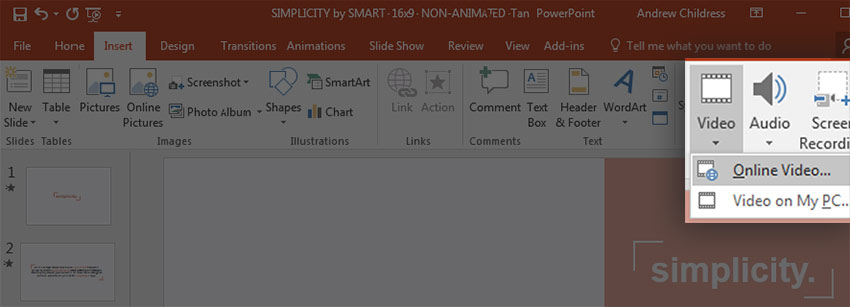 SIMPLICITY by SMART -16x9- NON-ANIMATED -Tan PowerPoint
Andrew Childress
File Home Insert Design Transitions Animations Slide Show Review View Add-ins Tell me what you want to do
New Slide
Table
Pictures
Online Pictures
Screenshot
Photo Album
Shapes
SmartArt
Chart
Link
Action
Comment
Text Box
Header & Footer
WordArt
Video
Audio
Screen
Recordin
Slides Tables Images Illustrations Links Comments Text
Online Video...
Video on My PC...
1
2
simplicity.